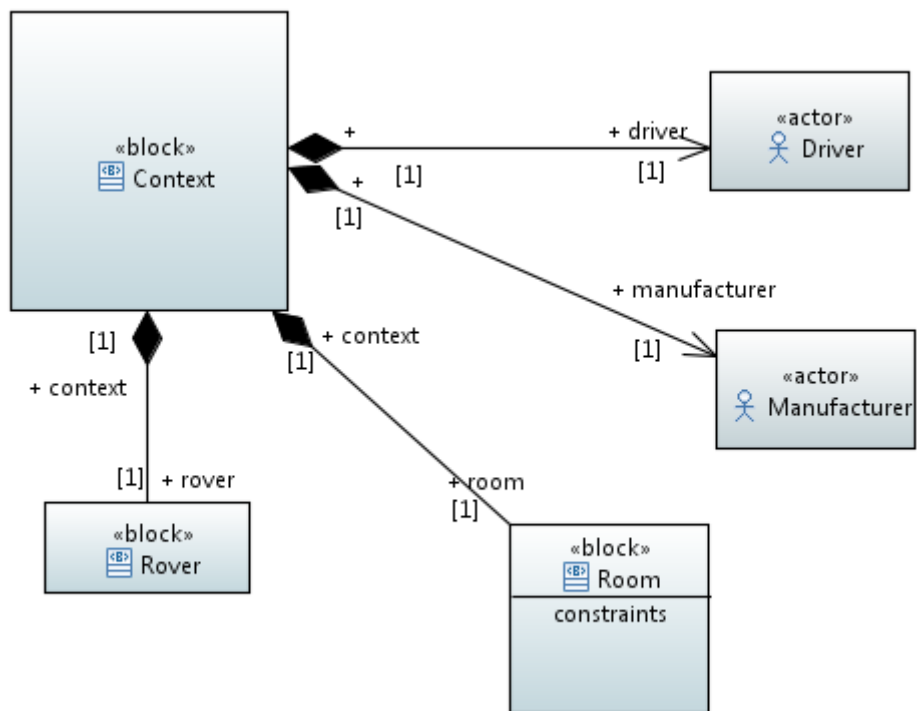 «block»
<B> Context
+
+ driver
[1]
[1]
«actor»
Driver
+
[1]
+ manufacturer
[1]
«actor»
Manufacturer
[1]
+ context
+ context
[1]
[1]
+ rover
+ room
[1]
«block»
<B> Rover
«block»
<B> Room
constraints